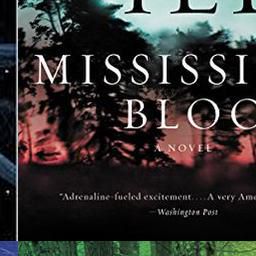 MISSISSI
BLOO
A NOVEL
"Adrenaline-fueled excitement. . . . A very Ame
—Washington Post